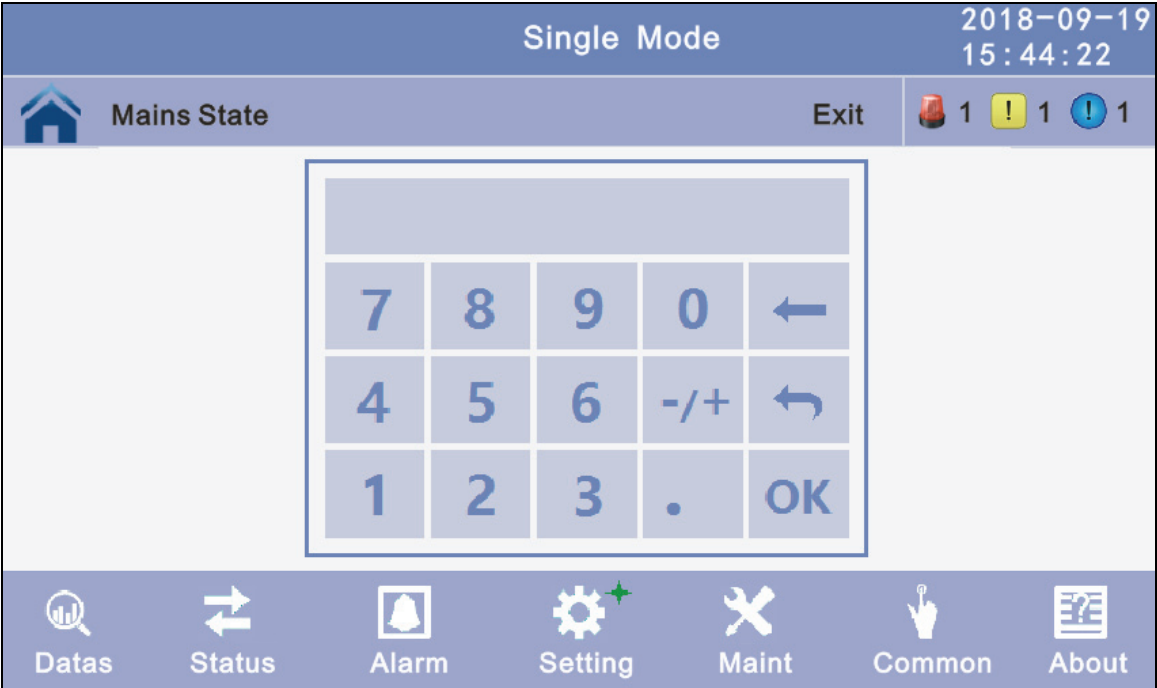 Single Mode
2018-09-19
15:44:22
Mains State
Exit
1
! 1
! 1
7 8 9 0 ←
4 5 6 -/+
1 2 3 . OK
?
Datas Status Alarm Setting Maint Common About